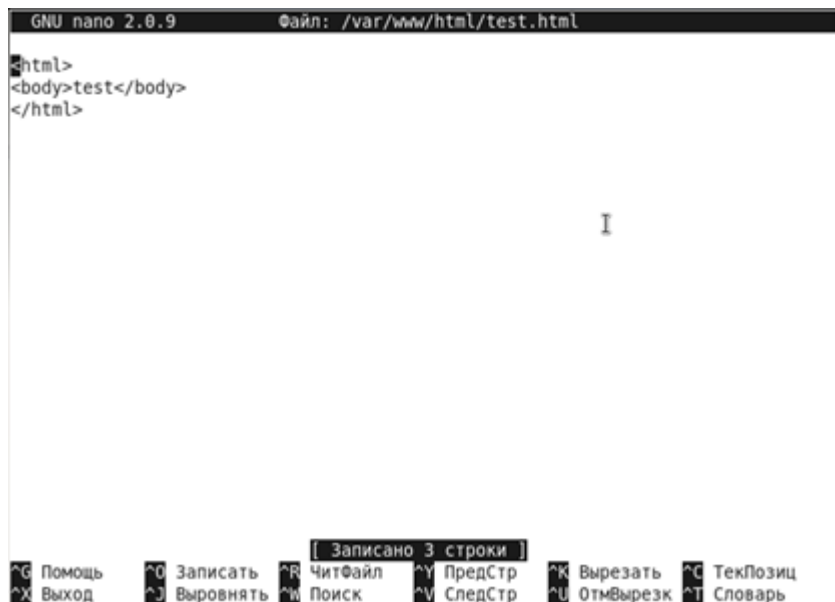 GNU nano 2.0.9 Файл: /var/www/html/test.html
<html>
<body>test</body>
</html>
[ Записано 3 строки ]
^G Помощь ^O Записать ^R ЧитФайл ^Y ПредСтр ^K Вырезать ^C ТекПозиц
^X Выход ^J Выровнять ^W Поиск ^V СледСтр ^U ОтмВырезк ^T Словарь